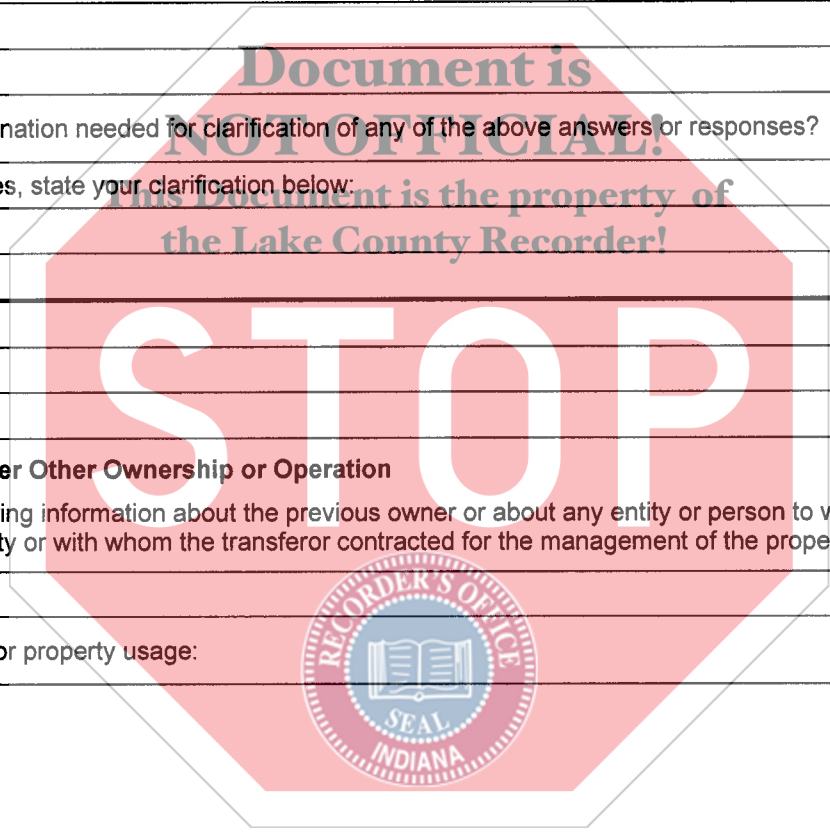 Document is
NOT OFFICIAL!
nation needed for clarification of any of the above answers or responses?
es, state your clarification below:
This Document is the property of
the Lake County Recorder!
STOP
er Other Ownership or Operation
ing information about the previous owner or about any entity or person to w
ty or with whom the transferor contracted for the management of the prope
or property usage:
RECORDER'S OFFICE
SEAL
INDIANA